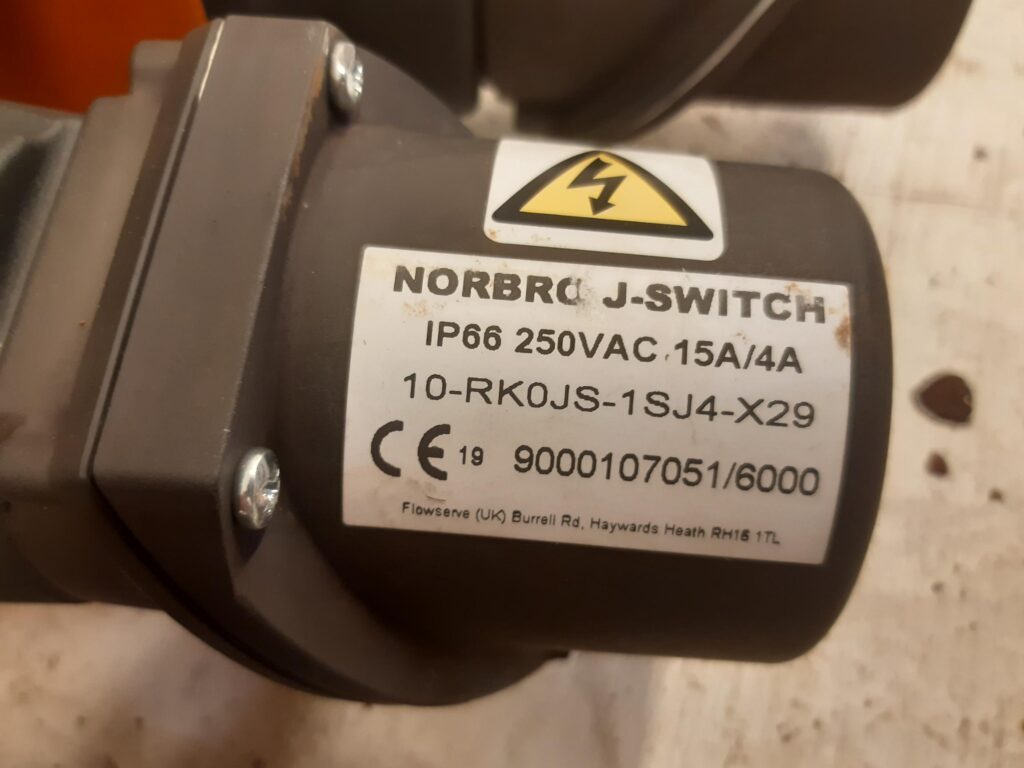 NORBRO J-SWITCH
IP66 250VAC 15A/4A
10-RK0JS-1SJ4-X29
CE 19 9000107051/6000
Flowserve (UK) Burrell Rd, Haywards Heath RH16 1TL